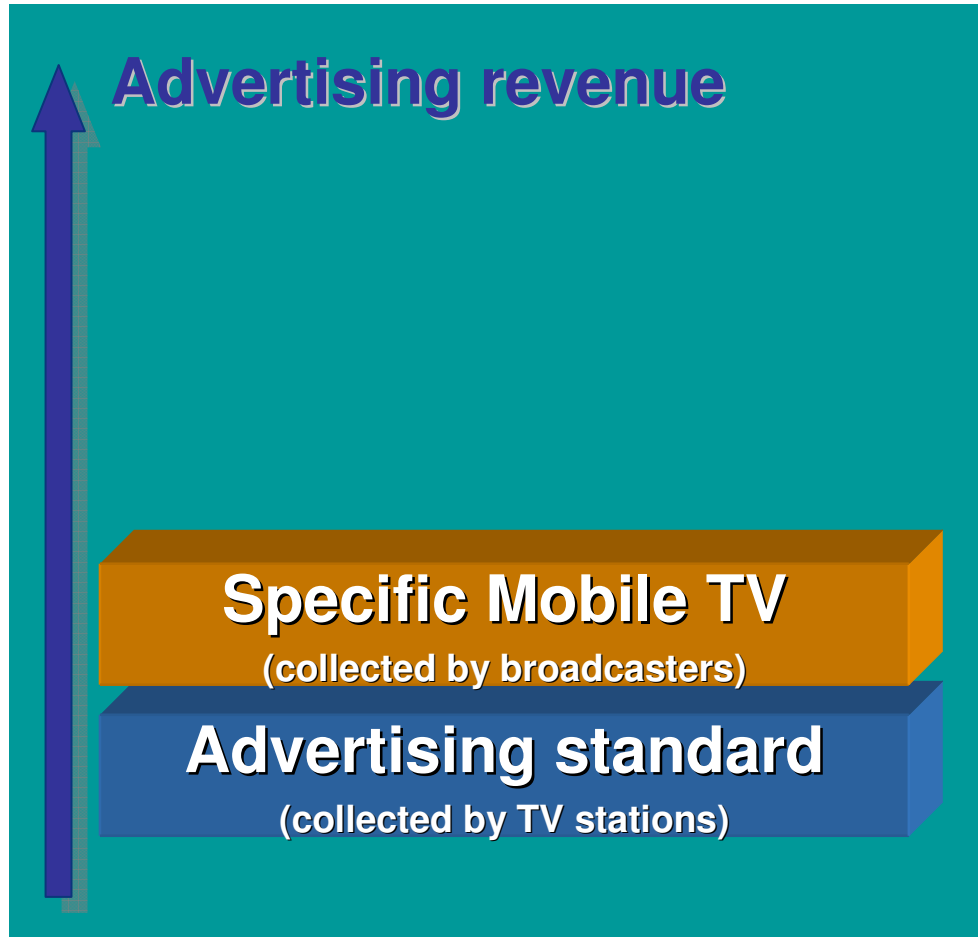 Advertising revenue
Specific Mobile TV
(collected by broadcasters)
Advertising standard
(collected by TV stations)